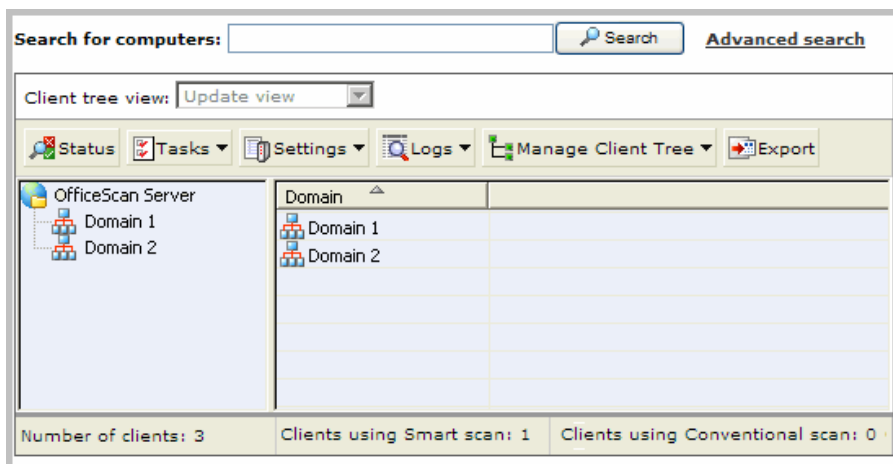 Search for computers: Search Advanced search
Client tree view: Update view
Status Tasks Settings Logs Manage Client Tree Export
OfficeScan Server
Domain 1
Domain 2
Domain
Domain 1
Domain 2
Number of clients: 3 Clients using Smart scan: 1 Clients using Conventional scan: 0